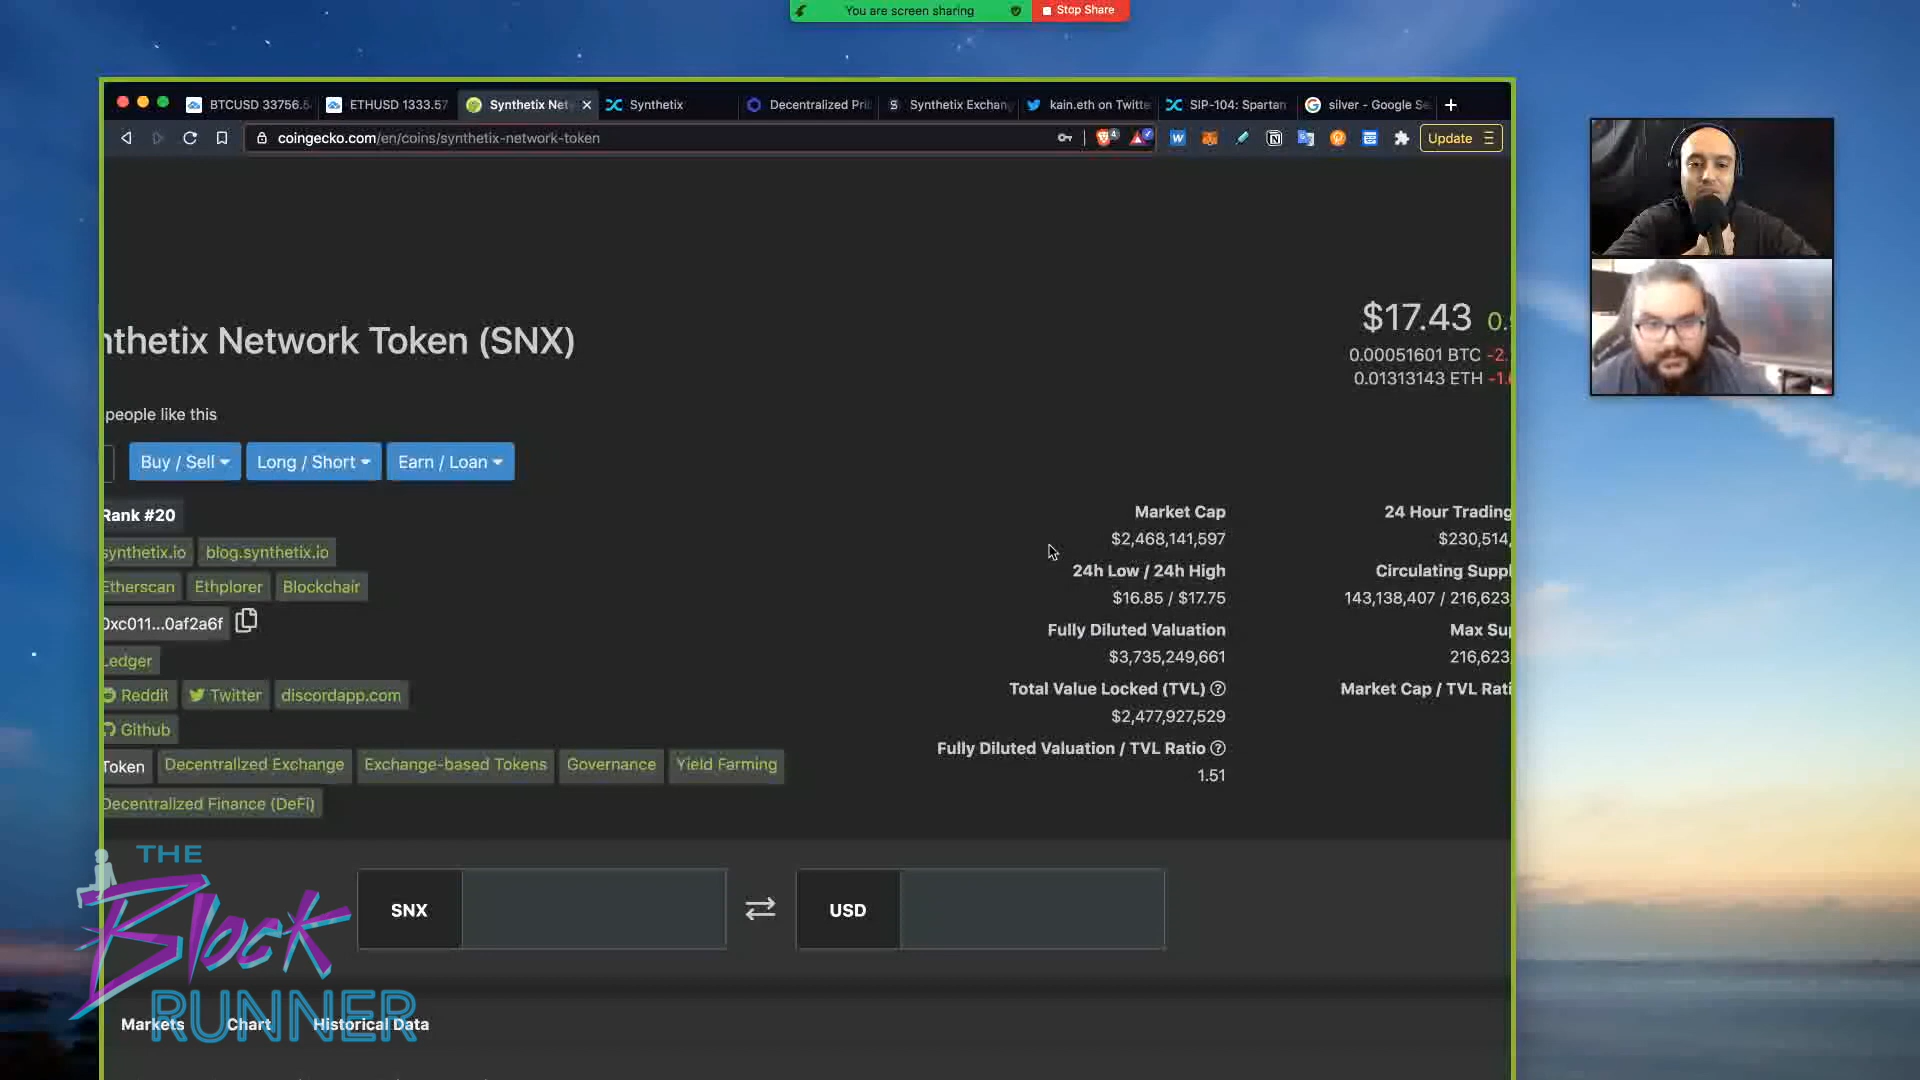 You are screen sharing
Stop Share
BTCUSD 33756.5
ETHUSD 1333.57
Synthetix Net
Synthetix
Decentralized Pri
Synthetix Exchan
kain.eth on Twitte
SIP-104: Spartan
silver - Google Se
coingecko.com/en/coins/synthetix-network-token
4
Update
nthetix Network Token (SNX)
$17.43 0.
0.00051601 BTC -2.
0.01313143 ETH -1.
people like this
Buy / Sell
Long / Short
Earn / Loan
Rank #20
synthetix.io
blog.synthetix.io
Etherscan
Ethplorer
Blockchair
0xc011...0af2a6f
Ledger
Reddit
Twitter
discordapp.com
Github
Token
Decentralized Exchange
Exchange-based Tokens
Governance
Yield Farming
Decentralized Finance (DeFi)
Market Cap
$2,468,141,597
24h Low / 24h High
$16.85 / $17.75
Fully Diluted Valuation
$3,735,249,661
Total Value Locked (TVL)
$2,477,927,529
Fully Diluted Valuation / TVL Ratio
1.51
24 Hour Trading
$230,514,
Circulating Suppl
143,138,407 / 216,623,
Max Sup
216,623,
Market Cap / TVL Rati
SNX
USD
THE
Block
RUNNER
Markets
Chart
Historical Data